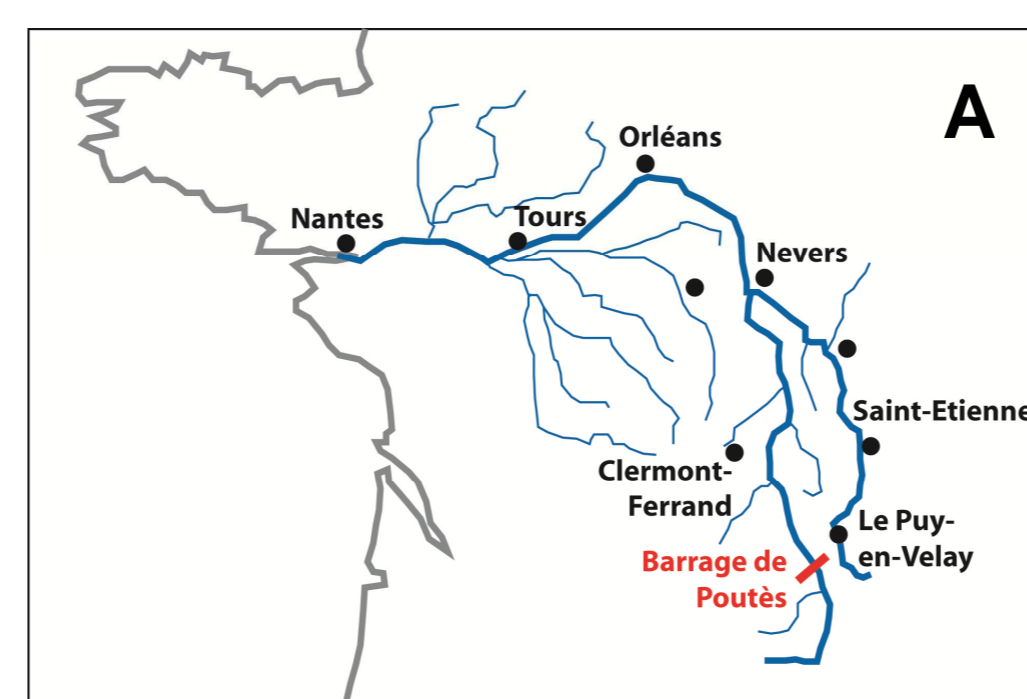 A
Orléans
Nantes
Tours
Nevers
Saint-Etienne
Clermont-
Ferrand
Le Puy-
en-Velay
Barrage de
Poutès